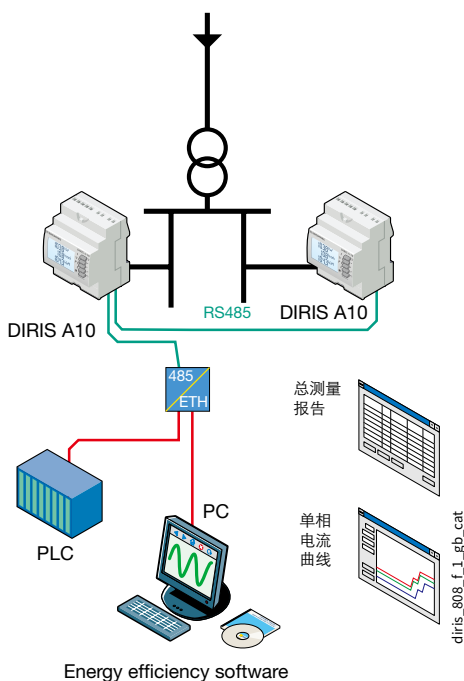 RS485
DIRIS A10
DIRIS A10
485
ETH
总测量
报告
PC
PLC
单相
电流
曲线
diris_808_f_1_gb_cat
Energy efficiency software